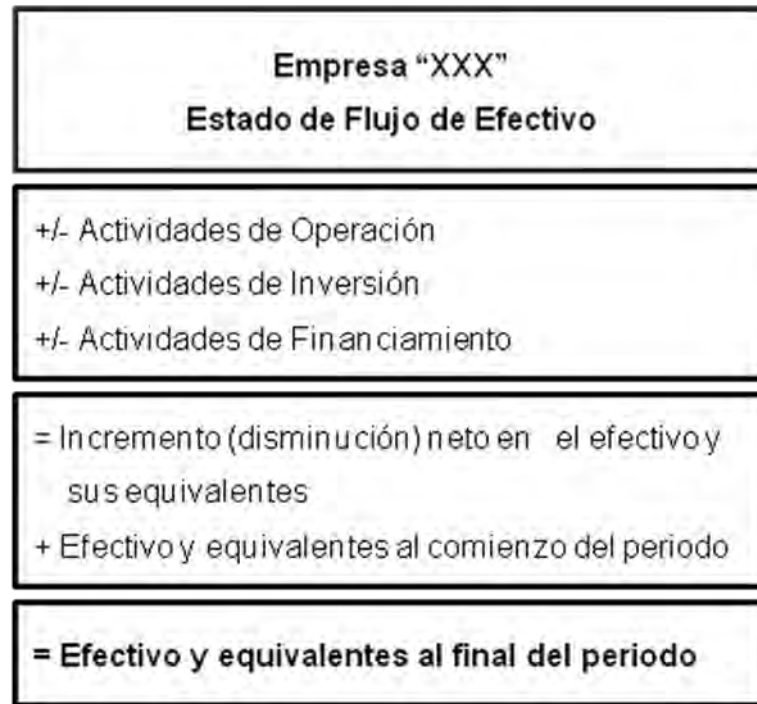 Empresa “XXX”
Estado de Flujo de Efectivo
+/- Actividades de Operación
+/- Actividades de Inversión
+/- Actividades de Financiamiento
= Incremento (disminución) neto en el efectivo y
sus equivalentes
+ Efectivo y equivalentes al comienzo del periodo
= Efectivo y equivalentes al final del periodo